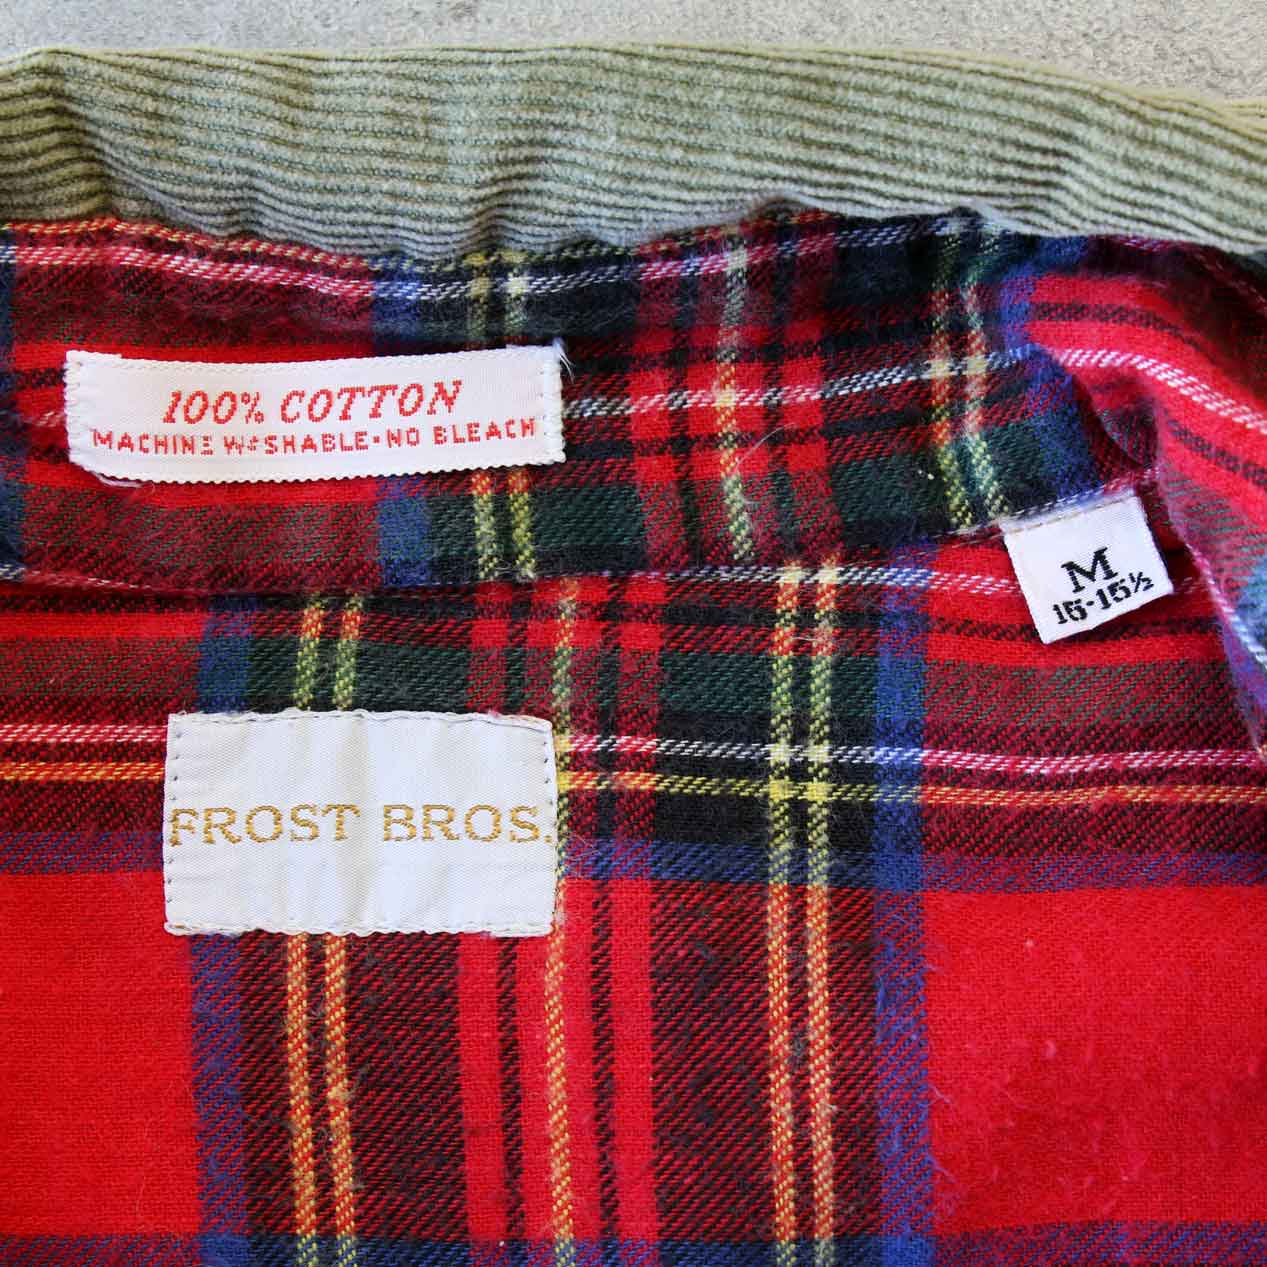 100% COTTON
MACHINE WASHABLE·NO BLEACH
M
15-15½
FROST BROS.